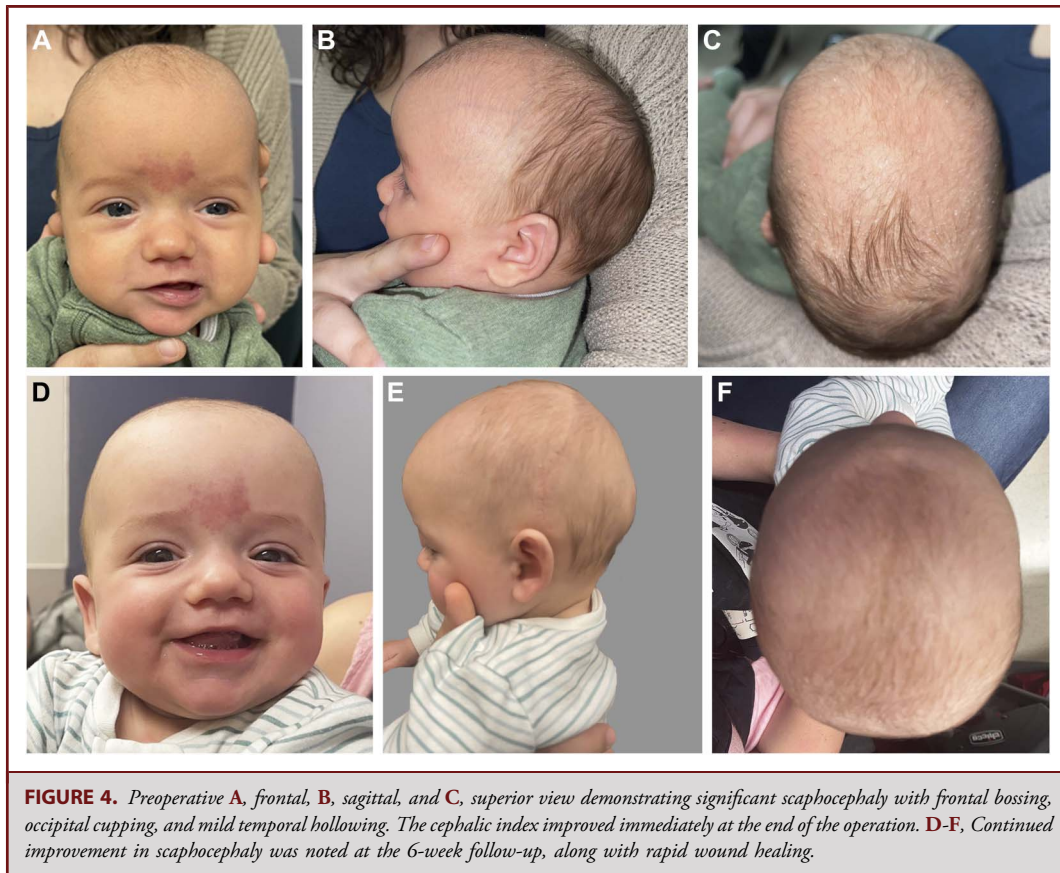 A
B
C
D
E
F
chicco
FIGURE 4. Preoperative A, frontal, B, sagittal, and C, superior view demonstrating significant scaphocephaly with frontal bossing,
occipital cupping, and mild temporal hollowing. The cephalic index improved immediately at the end of the operation. D-F, Continued
improvement in scaphocephaly was noted at the 6-week follow-up, along with rapid wound healing.